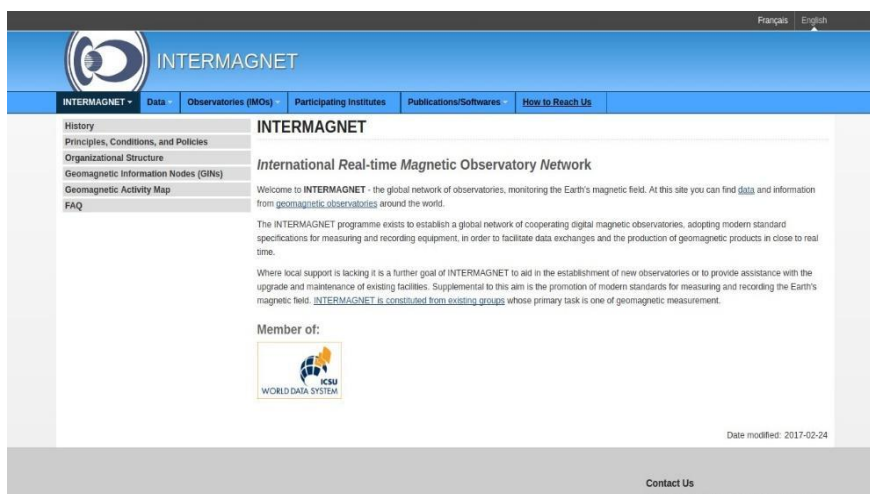 Français English
INTERMAGNET
INTERMAGNET Data Observatories (IMOs) Participating Institutes Publications/Softwares How to Reach Us
History
Principles, Conditions, and Policies
Organizational Structure
Geomagnetic Information Nodes (GINs)
Geomagnetic Activity Map
FAQ
INTERMAGNET
International Real-time Magnetic Observatory Network
Welcome to INTERMAGNET - the global network of observatories, monitoring the Earth's magnetic field. At this site you can find data and information
from geomagnetic observatories around the world.
The INTERMAGNET programme exists to establish a global network of cooperating digital magnetic observatories, adopting modern standard
specifications for measuring and recording equipment, in order to facilitate data exchanges and the production of geomagnetic products in close to real
time.
Where local support is lacking it is a further goal of INTERMAGNET to aid in the establishment of new observatories or to provide assistance with the
upgrade and maintenance of existing facilities. Supplemental to this aim is the promotion of modern standards for measuring and recording the Earth's
magnetic field. INTERMAGNET is constituted from existing groups whose primary task is one of geomagnetic measurement.
Member of:
ICSU
WORLD DATA SYSTEM
Date modified: 2017-02-24
Contact Us